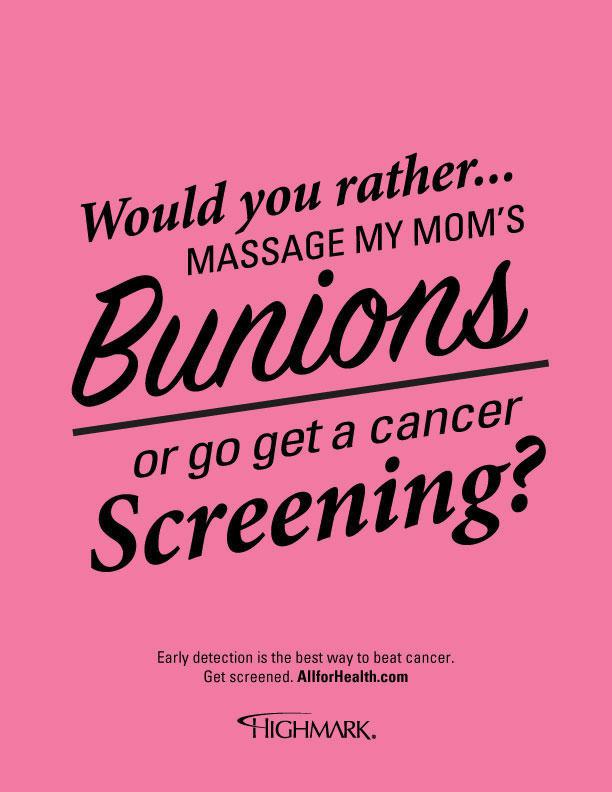 Would you rather...
MASSAGE MY MOM'S
Bunions
or go get a cancer
Screening?
Early detection is the best way to beat cancer.
Get screened. AllforHealth.com
HIGHMARK®